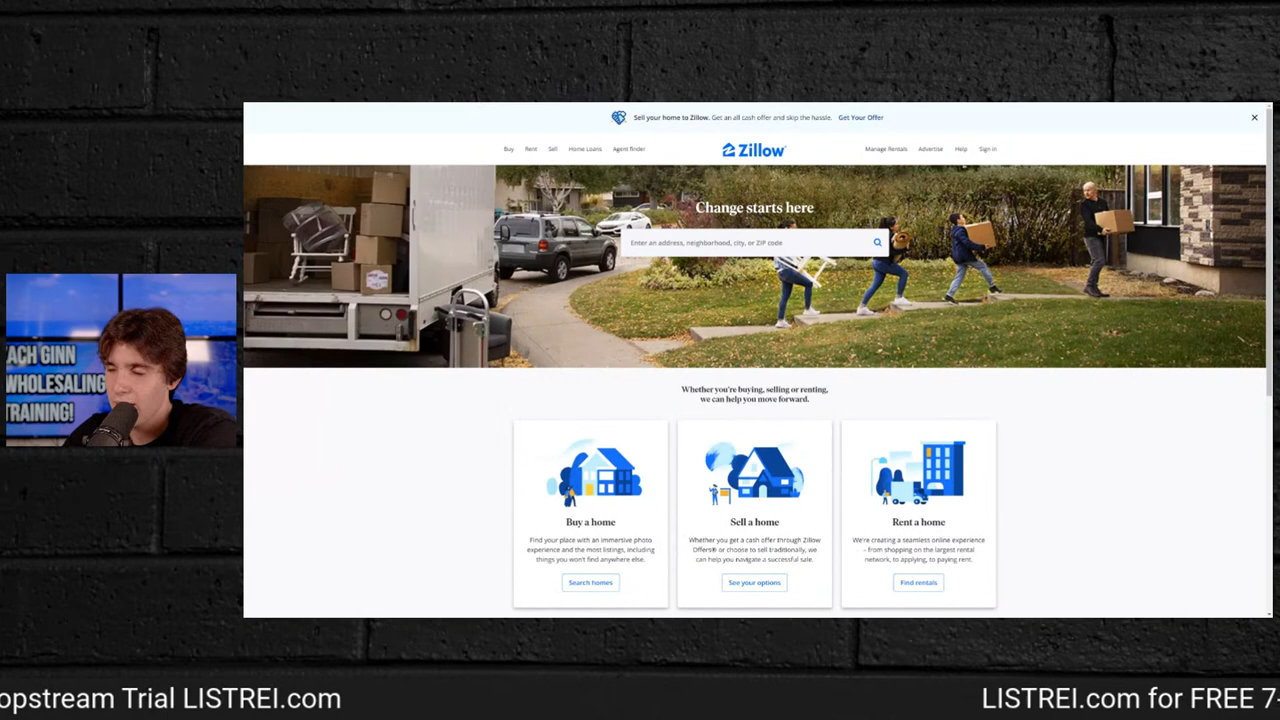 Sell your home to Zillow. Get an all cash offer and skip the hassle. Get Your Offer
Buy Rent Sell Home Loans Agent finder
Zillow
Manage Rentals Advertise Help Sign in
Change starts here
Enter an address, neighborhood, city, or ZIP code
ACH GINN
WHOLESALING
TRAINING!
Whether you're buying, selling or renting,
we can help you move forward.
Buy a home
Find your place with an immersive photo
experience and the most listings, including
things you won't find anywhere else.
Search homes
Sell a home
Whether you get a cash offer through Zillow
Offers® or choose to sell traditionally, we
can help you navigate a successful sale.
See your options
Rent a home
We're creating a seamless online experience
- from shopping on the largest rental
network, to applying, to paying rent.
Find rentals
opstream Trial LISTREI.com
LISTREI.com for FREE 7-